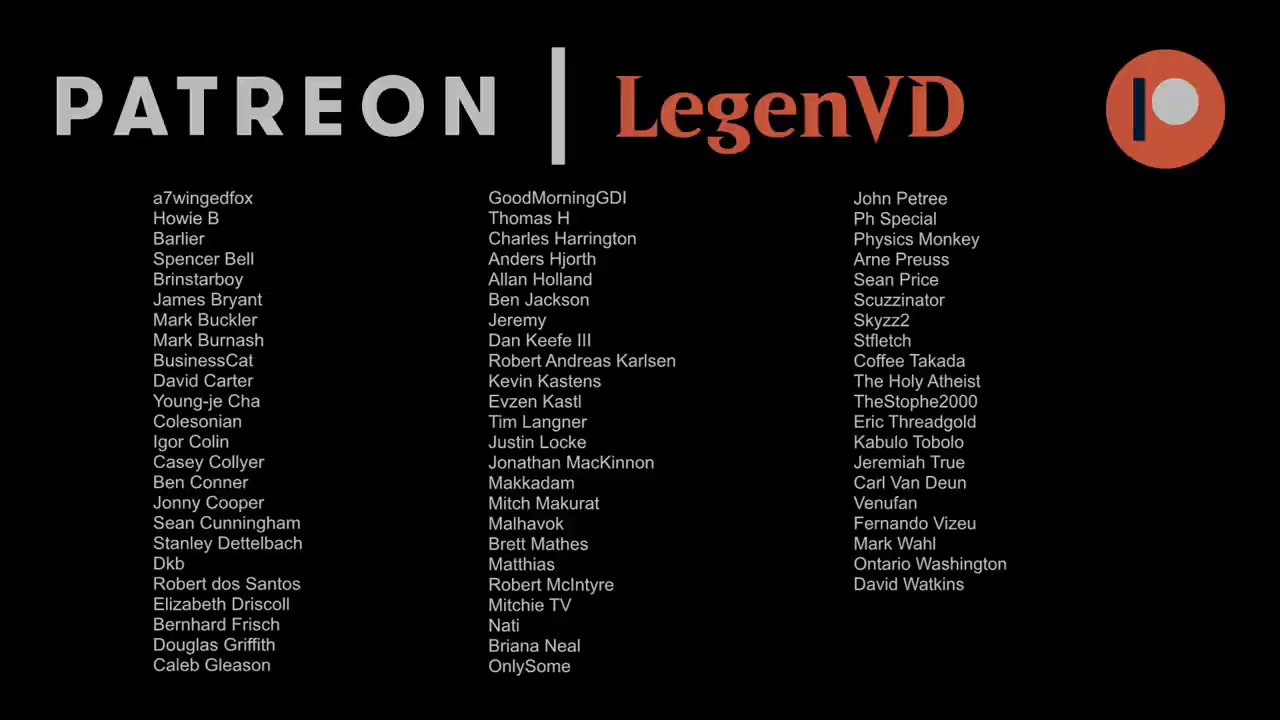 PATREON | LegenVD
a7wingedfox
Howie B
Barlier
Spencer Bell
Brinstarboy
James Bryant
Mark Buckler
Mark Burnash
BusinessCat
David Carter
Young-je Cha
Colesonian
Igor Colin
Casey Collyer
Ben Conner
Jonny Cooper
Sean Cunningham
Stanley Dettelbach
Dkb
Robert dos Santos
Elizabeth Driscoll
Bernhard Frisch
Douglas Griffith
Caleb Gleason
GoodMorningGDI
Thomas H
Charles Harrington
Anders Hjorth
Allan Holland
Ben Jackson
Jeremy
Dan Keefe III
Robert Andreas Karlsen
Kevin Kastens
Evzen Kastl
Tim Langner
Justin Locke
Jonathan MacKinnon
Makkadam
Mitch Makurat
Malhavok
Brett Mathes
Matthias
Robert McIntyre
Mitchie TV
Nati
Briana Neal
OnlySome
John Petree
Ph Special
Physics Monkey
Arne Preuss
Sean Price
Scuzzinator
Skyzz2
Stfletch
Coffee Takada
The Holy Atheist
TheStophe2000
Eric Threadgold
Kabulo Tobolo
Jeremiah True
Carl Van Deun
Venufan
Fernando Vizeu
Mark Wahl
Ontario Washington
David Watkins